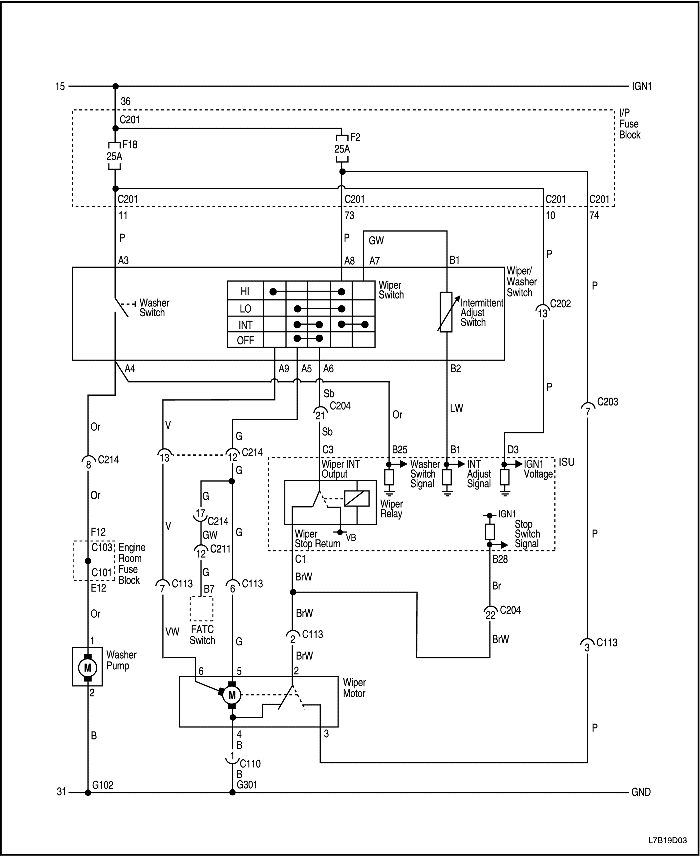 15 IGN1
36
C201
I/P
Fuse
Block
F18
25A
F2
25A
C201 C201 C201 C201
11 73 10 74
P P GW P P
A3 A8 A7 B1
Wiper/
Washer
Switch
Washer
Switch
HI
LO
INT
OFF
Wiper
Switch
Intermittent
Adjust
Switch
13 C202
A4 A9 A5 A6 B2
P
Sb
21 C204
Sb
7 C203
Or V G Or LW
8 C214
13 12 C214
G
C3 B25 B1 D3 ISU
Wiper INT
Output
Washer
Switch
Signal
INT
Adjust
Signal
IGN1
Voltage
Or V G G
17 C214
GW
Wiper
Relay
IGN1
Stop
Switch
Signal
Wiper
Stop Return
VB
P
F12
C103
C101
E12
Engine
Room
Fuse
Block
12 C211
G
C1 B28
BrW Br
7 C113
B7
6 C113
FATC
Switch
22 C204
BrW
Or VW G BrW
2 C113
BrW
3 C113
1
M
Washer
Pump
2
6 5 2
M
Wiper
Motor
4 3
B B P
1 C110
B
31 G102 G301 GND
L7B19D03